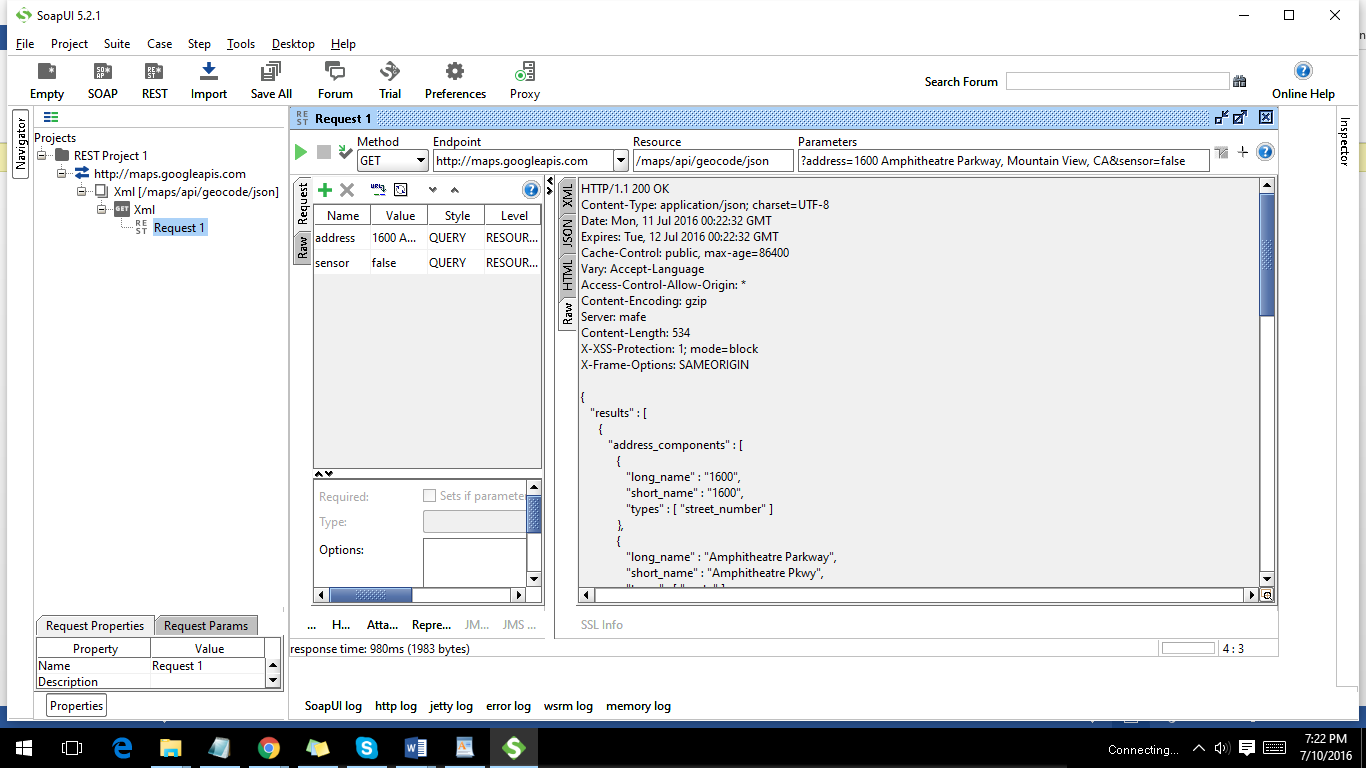 SoapUI 5.2.1
File Project Suite Case Step Tools Desktop Help
Empty SOAP REST Import Save All Forum Trial Preferences Proxy
Search Forum
Online Help
Navigator
Projects
REST Project 1
http://maps.googleapis.com
Xml [/maps/api/geocode/json]
GET Xml
REST Request 1
Request Properties Request Params
Property Value
Name Request 1
Description
Properties
REST Request 1
Method Endpoint Resource Parameters
GET http://maps.googleapis.com /maps/api/geocode/json ?address=1600 Amphitheatre Parkway, Mountain View, CA&sensor=false
Request
Raw
Name Value Style Level
address 1600 A... QUERY RESOUR...
sensor false QUERY RESOUR...
Required: Sets if parameter
Type:
Options:
... H... Atta... Repre... JM... JMS ...
XML
JSON
HTML
Raw
HTTP/1.1 200 OK
Content-Type: application/json; charset=UTF-8
Date: Mon, 11 Jul 2016 00:22:32 GMT
Expires: Tue, 12 Jul 2016 00:22:32 GMT
Cache-Control: public, max-age=86400
Vary: Accept-Language
Access-Control-Allow-Origin: *
Content-Encoding: gzip
Server: mafe
Content-Length: 534
X-XSS-Protection: 1; mode=block
X-Frame-Options: SAMEORIGIN
{
"results" : [
{
"address_components" : [
{
"long_name" : "1600",
"short_name" : "1600",
"types" : [ "street_number" ]
},
{
"long_name" : "Amphitheatre Parkway",
"short_name" : "Amphitheatre Pkwy",
SSL Info
response time: 980ms (1983 bytes)
4 : 3
Inspector
SoapUI log http log jetty log error log wsrm log memory log
Connecting...
7:22 PM
7/10/2016